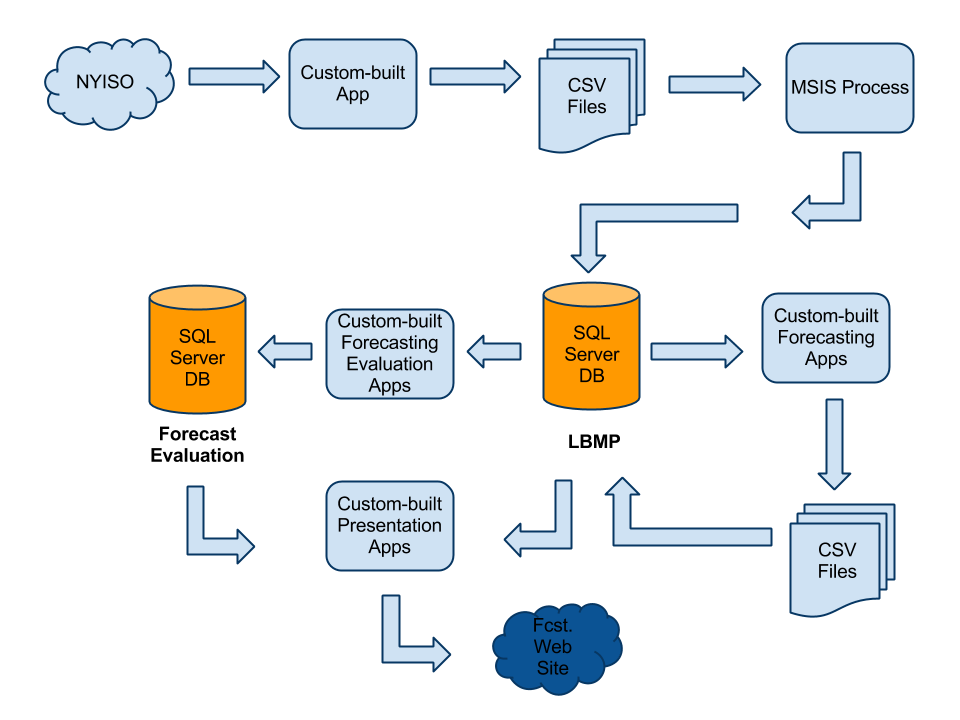 NYISO
Custom-built
App
CSV
Files
MSIS Process
SQL
Server
DB
Forecast
Evaluation
Custom-built
Forecasting
Evaluation
Apps
SQL
Server
DB
LBMP
Custom-built
Forecasting
Apps
Custom-built
Presentation
Apps
CSV
Files
Fcst.
Web
Site